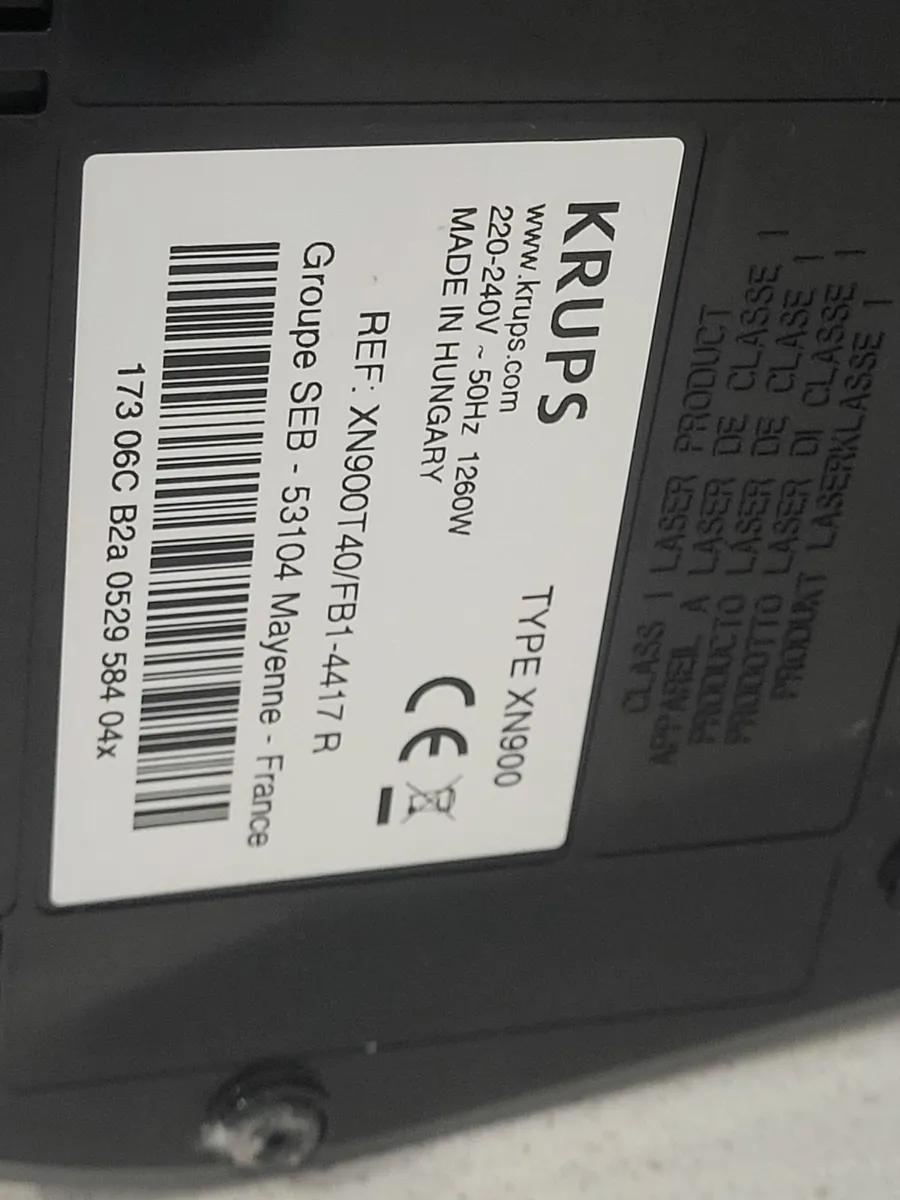 CLASS 1 LASER PRODUCT
APPAREIL A LASER DE CLASSE 1
PRODUCTO LASER DE CLASE 1
PRODOTTO LASER DI CLASSE 1
PRODUKT LASERKLASSE 1
KRUPS
www.krups.com TYPE XN900
220-240V ~ 50Hz 1260W
MADE IN HUNGARY
CE
REF: XN900T40/FB1-4417 R
Groupe SEB - 53104 Mayenne - France
173 06C B2a 0529 584 04x